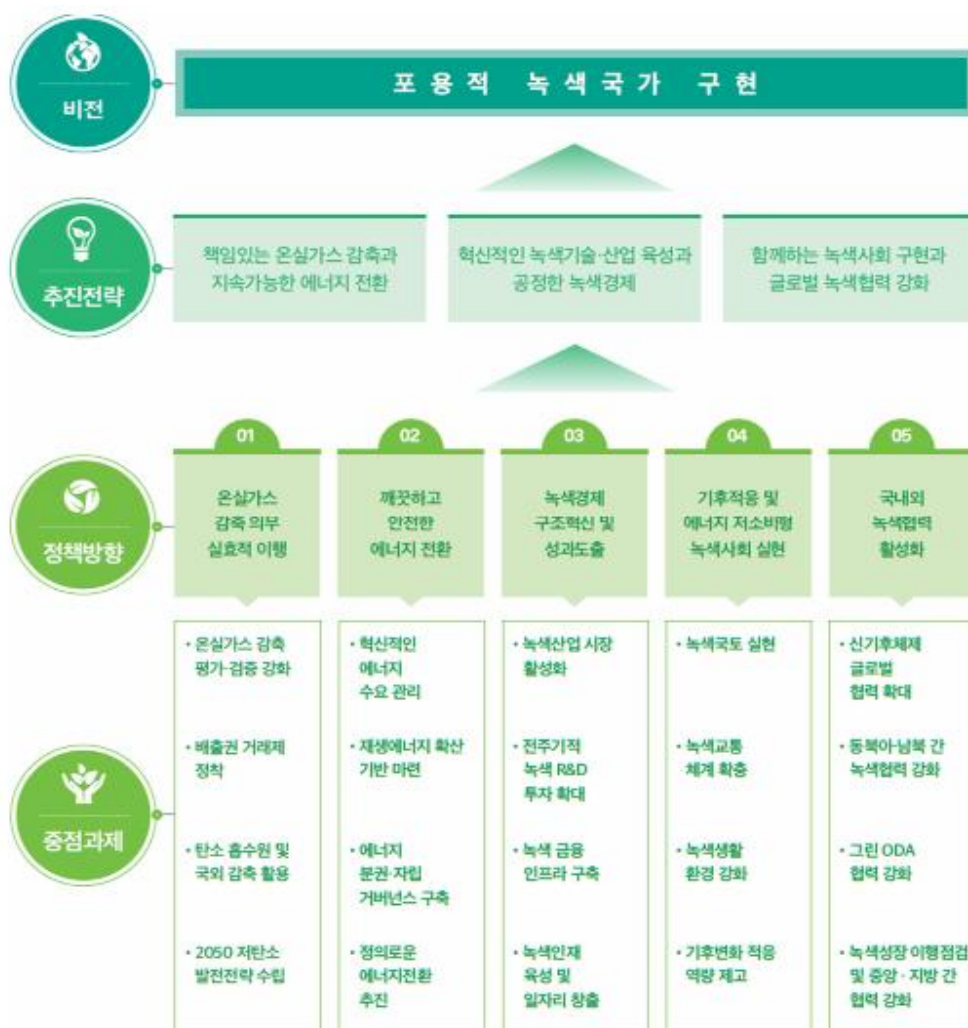 비전
포용적 녹색국가 구현
추진전략
책임있는 온실가스 감축과
지속가능한 에너지 전환
혁신적인 녹색기술·산업 육성과
공정한 녹색경제
함께하는 녹색사회 구현과
글로벌 녹색협력 강화
정책방향
01
온실가스
감축 의무
실효적 이행
02
깨끗하고
안전한
에너지 전환
03
녹색경제
구조혁신 및
성과도출
04
기후적응 및
에너지 저소비형
녹색사회 실현
05
국내외
녹색협력
활성화
중점과제
• 온실가스 감축
평가·검증 강화
• 배출권 거래제
정착
• 탄소 흡수원 및
국외 감축 활용
• 2050 저탄소
발전전략 수립
• 혁신적인
에너지
수요 관리
• 재생에너지 확산
기반 마련
• 에너지
분권·자립
거버넌스 구축
• 정의로운
에너지전환
추진
• 녹색산업 시장
활성화
• 전주기적
녹색 R&D
투자 확대
• 녹색 금융
인프라 구축
• 녹색인재
육성 및
일자리 창출
• 녹색국토 실현
• 녹색교통
체계 확충
• 녹색생활
환경 강화
• 기후변화 적응
역량 제고
• 신기후체제
글로벌
협력 확대
• 동북아·남북 간
녹색협력 강화
• 그린 ODA
협력 강화
• 녹색성장 이행점검
및 중앙·지방 간
협력 강화